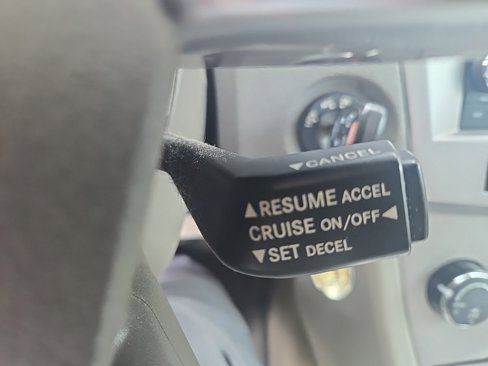 ▼CANCEL
▲RESUME ACCEL
CRUISE ON/OFF◀
▼SET DECEL